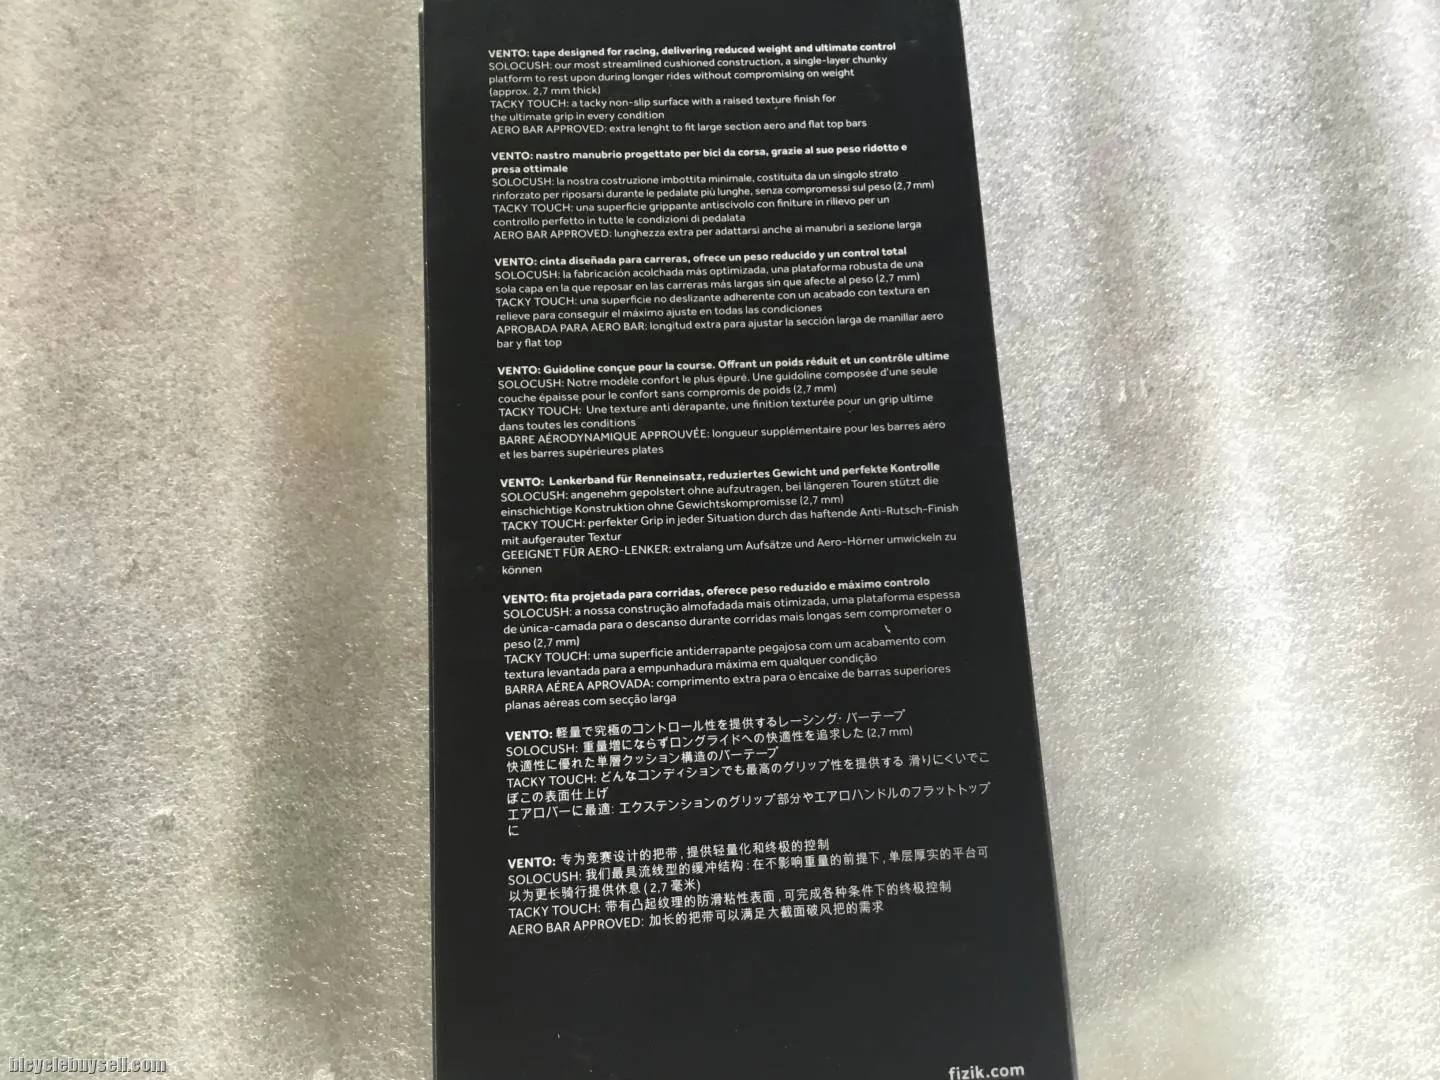 VENTO: tape designed for racing, delivering reduced weight and ultimate control
SOLOCUSH: our most streamlined cushioned construction, a single-layer chunky
platform to rest upon during longer rides without compromising on weight
(approx. 2,7 mm thick)
TACKY TOUCH: a tacky non-slip surface with a raised texture finish for
the ultimate grip in every condition
AERO BAR APPROVED: extra lenght to fit large section aero and flat top bars
VENTO: nastro manubrio progettato per bici da corsa, grazie al suo peso ridotto e
presa ottimale
SOLOCUSH: la nostra costruzione imbottita minimale, costituita da un singolo strato
rinforzato per riposarsi durante le pedalate più lunghe, senza compromessi sul peso (2,7 mm)
TACKY TOUCH: una superficie grippante antiscivolo con finiture in rilievo per un
controllo perfetto in tutte le condizioni di pedalata
AERO BAR APPROVED: lunghezza extra per adattarsi anche ai manubri a sezione larga
VENTO: cinta diseñada para carreras, ofrece un peso reducido y un control total
SOLOCUSH: la fabricación acolchada más optimizada, una plataforma robusta de una
sola capa en la que reposar en las carreras más largas sin que afecte al peso (2,7 mm)
TACKY TOUCH: una superficie no deslizante adherente con un acabado con textura en
relieve para conseguir el máximo ajuste en todas las condiciones
APROBADA PARA AERO BAR: longitud extra para ajustar la sección larga de manillar aero
bar y flat top
VENTO: Guidoline conçue pour la course. Offrant un poids réduit et un contrôle ultime
SOLOCUSH: Notre modèle confort le plus épuré. Une guidoline composée d'une seule
couche épaisse pour le confort sans compromis de poids (2,7 mm)
TACKY TOUCH: Une texture anti dérapante, une finition texturée pour un grip ultime
dans toutes les conditions
BARRE AÉRODYNAMIQUE APPROUVÉE: longueur supplémentaire pour les barres aéro
et les barres supérieures plates
VENTO: Lenkerband für Renneinsatz, reduziertes Gewicht und perfekte Kontrolle
SOLOCUSH: angenehm gepolstert ohne aufzutragen, bei längeren Touren stützt die
einschichtige Konstruktion ohne Gewichtskompromisse (2,7 mm)
TACKY TOUCH: perfekter Grip in jeder Situation durch das haftende Anti-Rutsch-Finish
mit aufgerauter Textur
GEEIGNET FÜR AERO-LENKER: extralang um Aufsätze und Aero-Hörner umwickeln zu
können
VENTO: fita projetada para corridas, oferece peso reduzido e máximo controlo
SOLOCUSH: a nossa construção almofadada mais otimizada, uma plataforma espessa
de única-camada para o descanso durante corridas mais longas sem comprometer o
peso (2,7 mm)
TACKY TOUCH: uma superfície antiderrapante pegajosa com um acabamento com
textura levantada para a empunhadura máxima em qualquer condição
BARRA AÉREA APROVADA: comprimento extra para o encaixe de barras superiores
planas aéreas com secção larga
VENTO: 軽量で究極のコントロール性を提供するレーシング・バーテープ
SOLOCUSH: 重量増にならずロングライドへの快適性を追求した (2,7 mm)
快適性に優れた単層クッション構造のバーテープ
TACKY TOUCH: どんなコンディションでも最高のグリップ性を提供する 滑りにくいでこ
ぼこの表面仕上げ
エアロバーに最適: エクステンションのグリップ部分やエアロハンドルのフラットトップ
に
VENTO: 专为竞赛设计的把带，提供轻量化和终极的控制
SOLOCUSH: 我们最具流线型的缓冲结构：在不影响重量的前提下，单层厚实的平台可
以为更长骑行提供休息 (2,7 毫米)
TACKY TOUCH: 带有凸起纹理的防滑粘性表面，可完成各种条件下的终极控制
AERO BAR APPROVED: 加长的把带可以满足大截面破风把的需求
fizik.com
bicyclebuysell.com